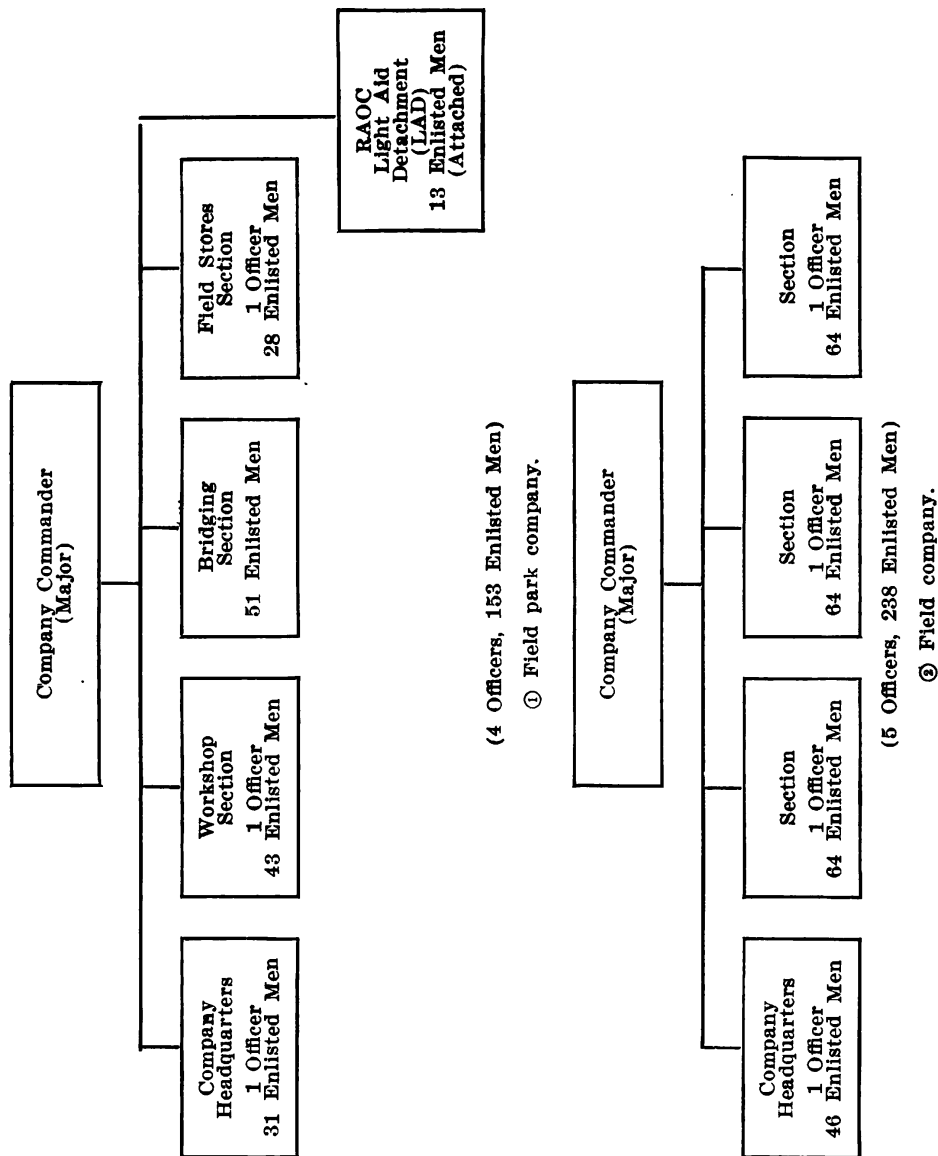 Company Commander
(Major)
Company
Headquarters
1 Officer
31 Enlisted Men
Workshop
Section
1 Officer
43 Enlisted Men
Bridging
Section
51 Enlisted Men
Field Stores
Section
1 Officer
28 Enlisted Men
RAOC
Light Aid
Detachment
(LAD)
13 Enlisted Men
(Attached)
(4 Officers, 153 Enlisted Men)
① Field park company.
Company Commander
(Major)
Company
Headquarters
1 Officer
46 Enlisted Men
Section
1 Officer
64 Enlisted Men
Section
1 Officer
64 Enlisted Men
Section
1 Officer
64 Enlisted Men
(5 Officers, 238 Enlisted Men)
② Field company.